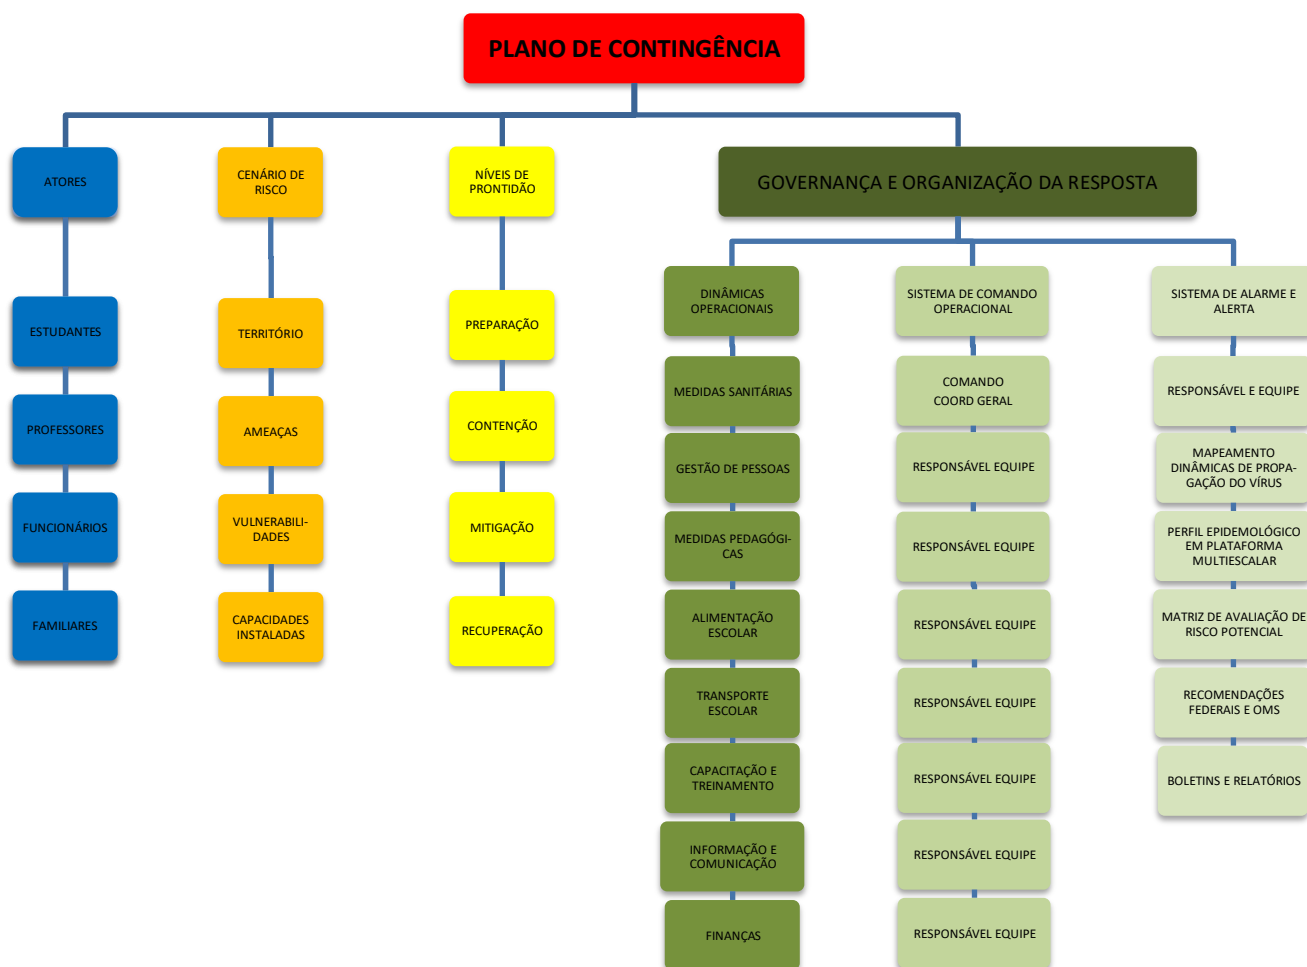 PLANO DE CONTINGÊNCIA
ATORES
CENÁRIO DE
RISCO
NÍVEIS DE
PRONTIDÃO
GOVERNANÇA E ORGANIZAÇÃO DA RESPOSTA
ESTUDANTES
PROFESSORES
FUNCIONÁRIOS
FAMILIARES
TERRITÓRIO
AMEAÇAS
VULNERABILI-
DADES
CAPACIDADES
INSTALADAS
PREPARAÇÃO
CONTENÇÃO
MITIGAÇÃO
RECUPERAÇÃO
DINÂMICAS
OPERACIONAIS
MEDIDAS SANITÁRIAS
GESTÃO DE PESSOAS
MEDIDAS PEDAGÓGI-
CAS
ALIMENTAÇÃO
ESCOLAR
TRANSPORTE
ESCOLAR
CAPACITAÇÃO E
TREINAMENTO
INFORMAÇÃO E
COMUNICAÇÃO
FINANÇAS
SISTEMA DE COMANDO
OPERACIONAL
COMANDO
COORD GERAL
RESPONSÁVEL EQUIPE
RESPONSÁVEL EQUIPE
RESPONSÁVEL EQUIPE
RESPONSÁVEL EQUIPE
RESPONSÁVEL EQUIPE
RESPONSÁVEL EQUIPE
RESPONSÁVEL EQUIPE
SISTEMA DE ALARME E
ALERTA
RESPONSÁVEL E EQUIPE
MAPEAMENTO
DINÂMICAS DE PROPA-
GAÇÃO DO VÍRUS
PERFIL EPIDEMOLÓGICO
EM PLATAFORMA
MULTIESCALAR
MATRIZ DE AVALIAÇÃO DE
RISCO POTENCIAL
RECOMENDAÇÕES
FEDERAIS E OMS
BOLETINS E RELATÓRIOS